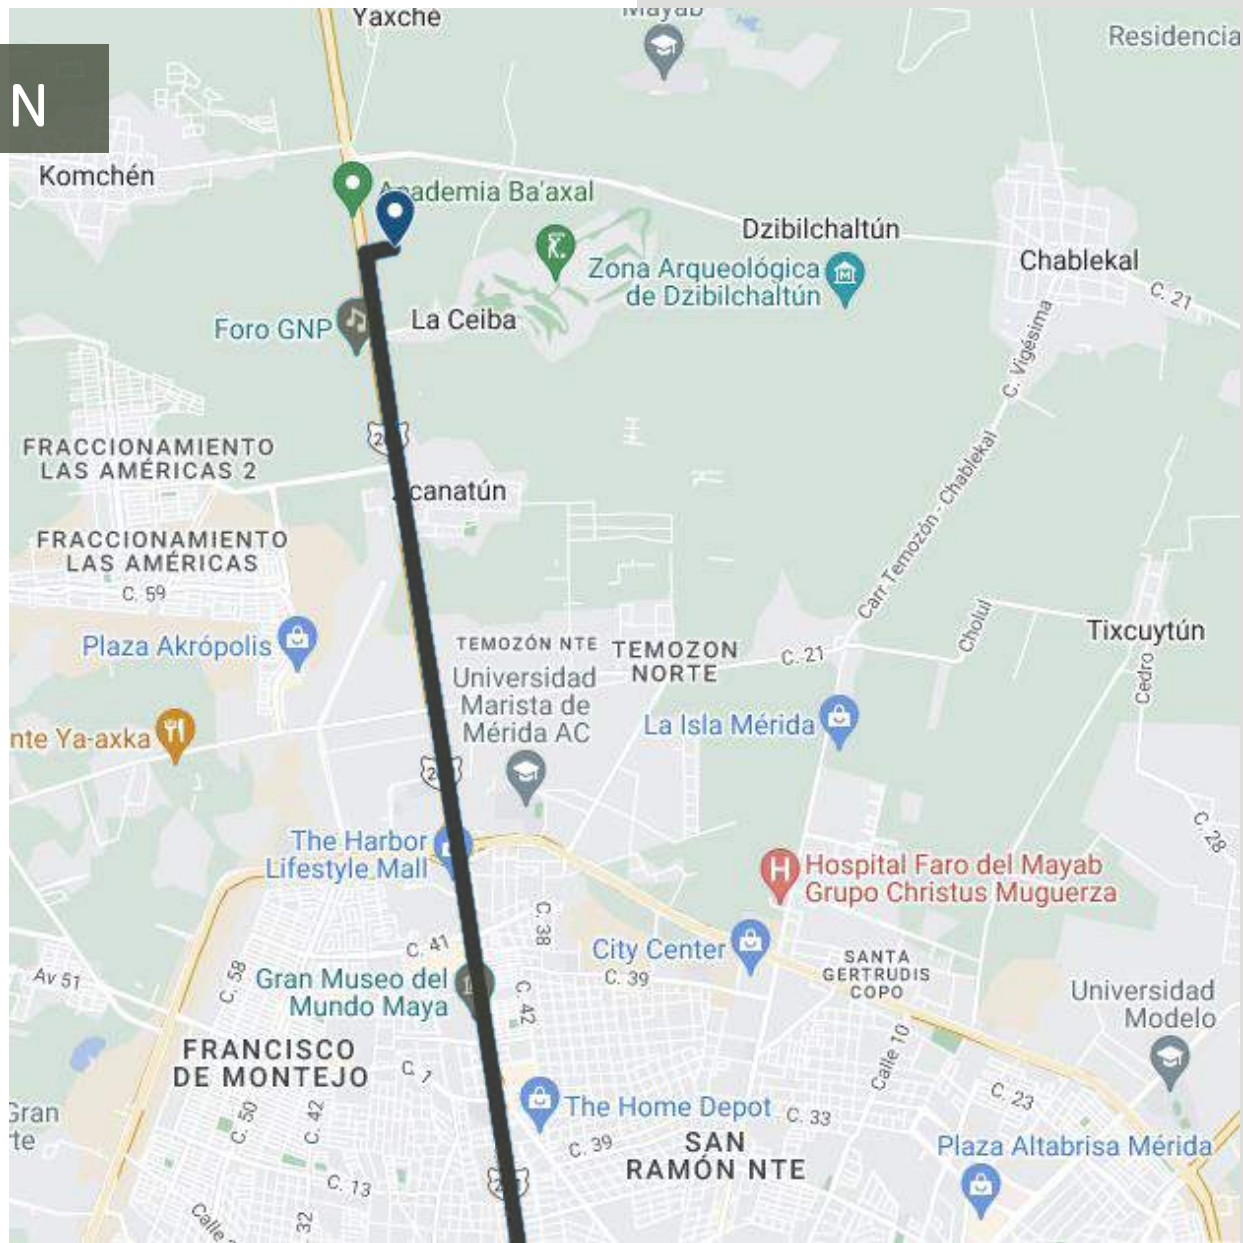 Yaxché
Mayab
Residencia
N
Komchén
Academia Ba'axal
Dzibilchaltún
Zona Arqueológica
de Dzibilchaltún
Chablekal
C. 21
La Ceiba
Foro GNP
C. Vigésima
FRACCIONAMIENTO
LAS AMÉRICAS 2
Carr Temozón - Chablekal
FRACCIONAMIENTO
LAS AMÉRICAS
C. 59
Cholul
Tixcuytún
Plaza Akrópolis
TEMOZÓN NTE
TEMOZON
NORTE
C. 21
Cedro
Universidad
Marista de
Mérida AC
La Isla Mérida
nte Ya-axka
C. 28
The Harbor
Lifestyle Mall
Hospital Faro del Mayab
Grupo Christus Muguerza
C. 38
C. 41
City Center
C. 39
SANTA
GERTRUDIS
COPO
Av 51
C. 58
Gran Museo del
Mundo Maya
C. 42
Universidad
Modelo
FRANCISCO
DE MONTEJO
C. 7
Calle 10
C. 23
Gran
te
C. 50
C. 42
The Home Depot
C. 33
C. 39
SAN
RAMÓN NTE
Plaza Altabrisa Mérida
C. 13
Calle
32